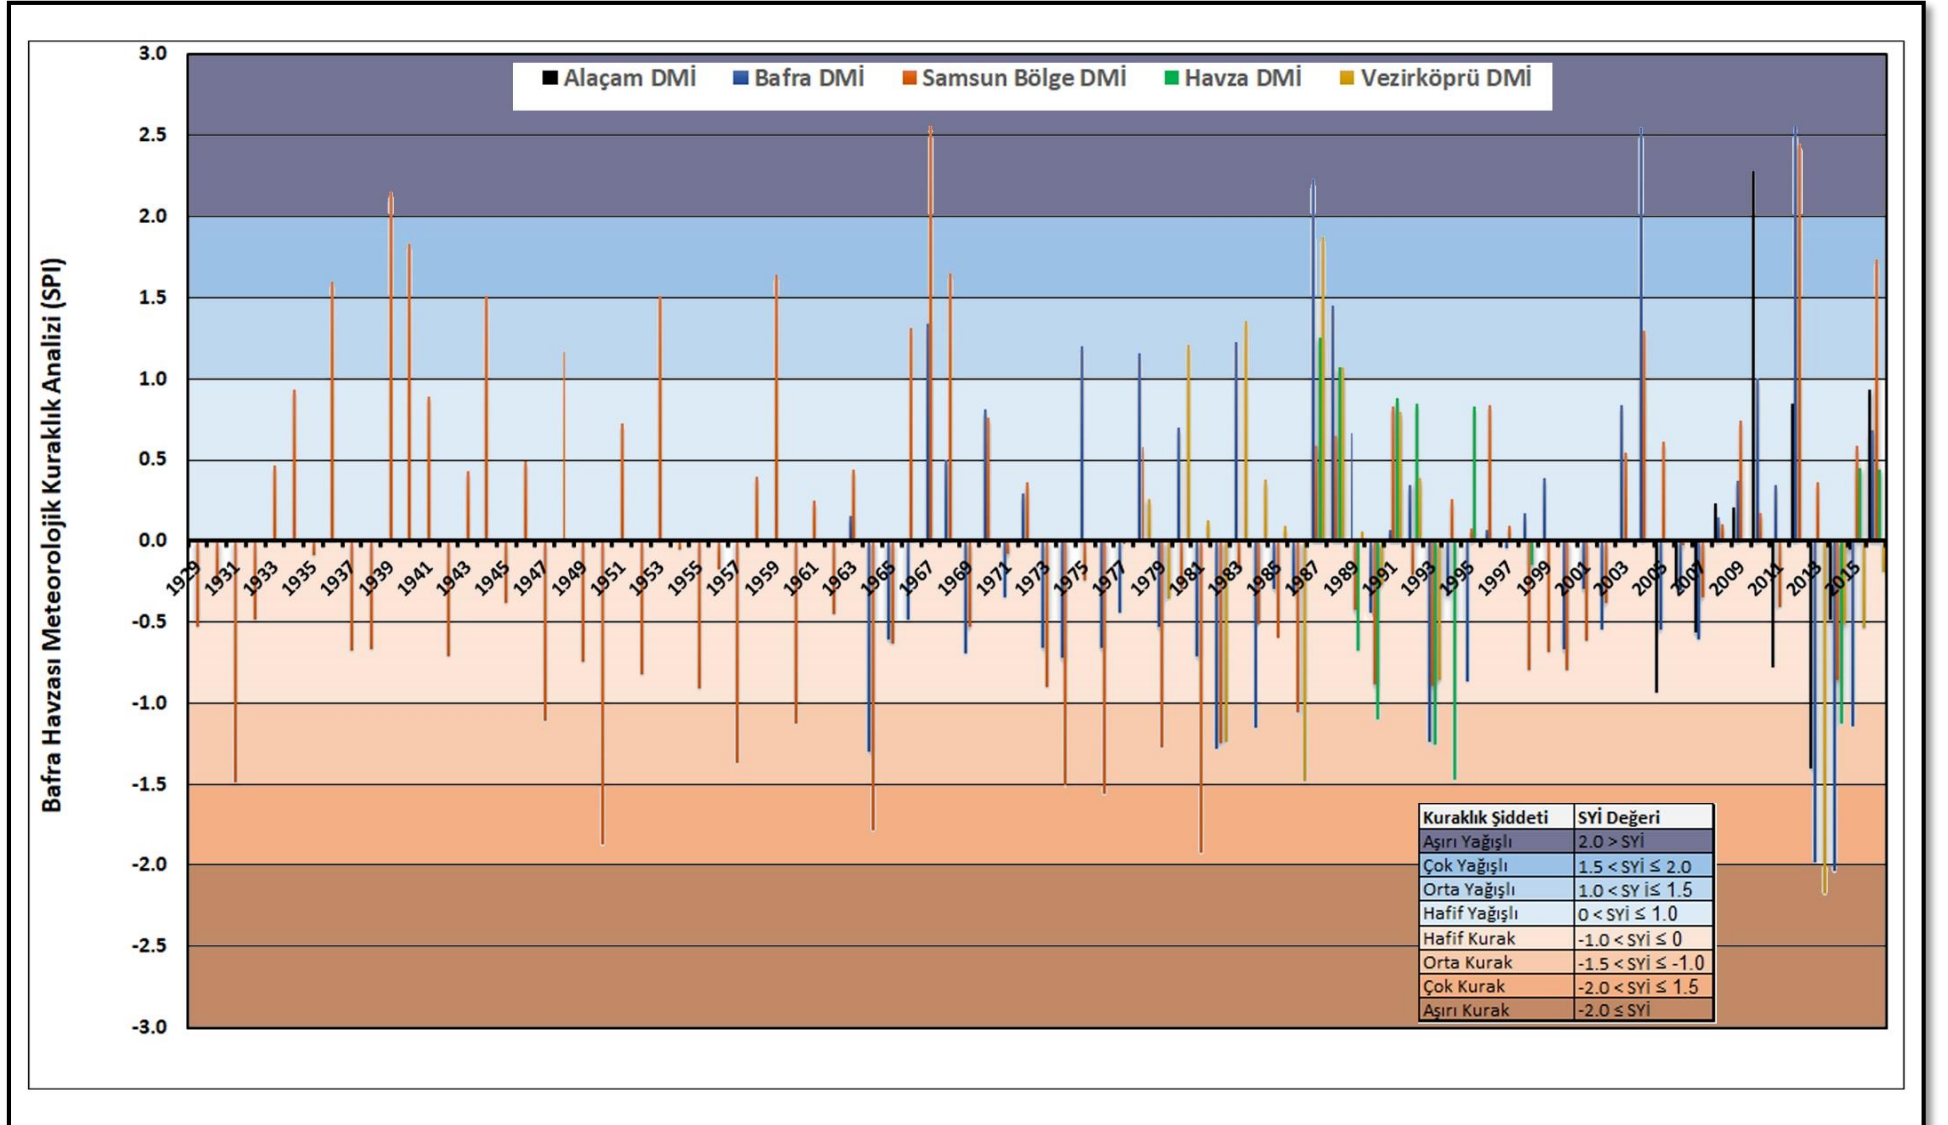 Bafra Havzası Meteorolojik Kuraklık Analizi (SPI)
3.0
2.5
2.0
1.5
1.0
0.5
0.0
-0.5
-1.0
-1.5
-2.0
-2.5
-3.0
Alaçam DMİ Bafra DMİ Samsun Bölge DMİ Havza DMİ Vezirköprü DMİ
1929 1931 1933 1935 1937 1939 1941 1943 1945 1947 1949 1951 1953 1955 1957 1959 1961 1963 1965 1967 1969 1971 1973 1975 1977 1979 1981 1983 1985 1987 1989 1991 1993 1995 1997 1999 2001 2003 2005 2007 2009 2011 2013 2015
Kuraklık Şiddeti SYİ Değeri
Aşırı Yağışlı 2.0 > SYİ
Çok Yağışlı 1.5 < SYİ ≤ 2.0
Orta Yağışlı 1.0 < SY İ≤ 1.5
Hafif Yağışlı 0 < SYİ ≤ 1.0
Hafif Kurak -1.0 < SYİ ≤ 0
Orta Kurak -1.5 < SYİ ≤ -1.0
Çok Kurak -2.0 < SYİ ≤ 1.5
Aşırı Kurak -2.0 ≤ SYİ